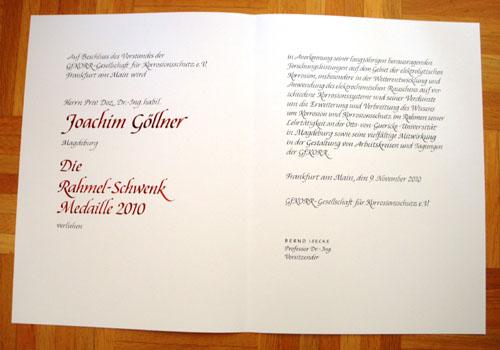 Auf Beschluss des Vorstandes der
GfKORR-Gesellschaft für Korrosionsschutz e.V.
Frankfurt am Main wird
Herrn Priv. Doz. Dr.-Ing. habil.
Joachim Göllner
Magdeburg
Die
Rahmel-Schwenk
Medaille 2010
verliehen
in Anerkennung seiner langjährigen herausragenden
Forschungsleistungen auf dem Gebiet der elektrolytischen
Korrosion, insbesondere in der Weiterentwicklung und
Anwendung des elektrochemischen Rauschens auf ver-
schiedene Korrosionssysteme und seiner Verdienste
um die Erweiterung und Verbreitung des Wissens
um Korrosion und Korrosionsschutz im Rahmen seiner
Lehrtätigkeit an der Otto-von-Guericke-Universität
in Magdeburg sowie seine vielfältige Mitwirkung
in der Gestaltung von Arbeitskreisen und Tagungen
der GfKORR
Frankfurt am Main, den 9. November 2010
GfKORR-Gesellschaft für Korrosionsschutz e.V.
BERND ISECKE
Professor Dr.-Ing.
Vorsitzender